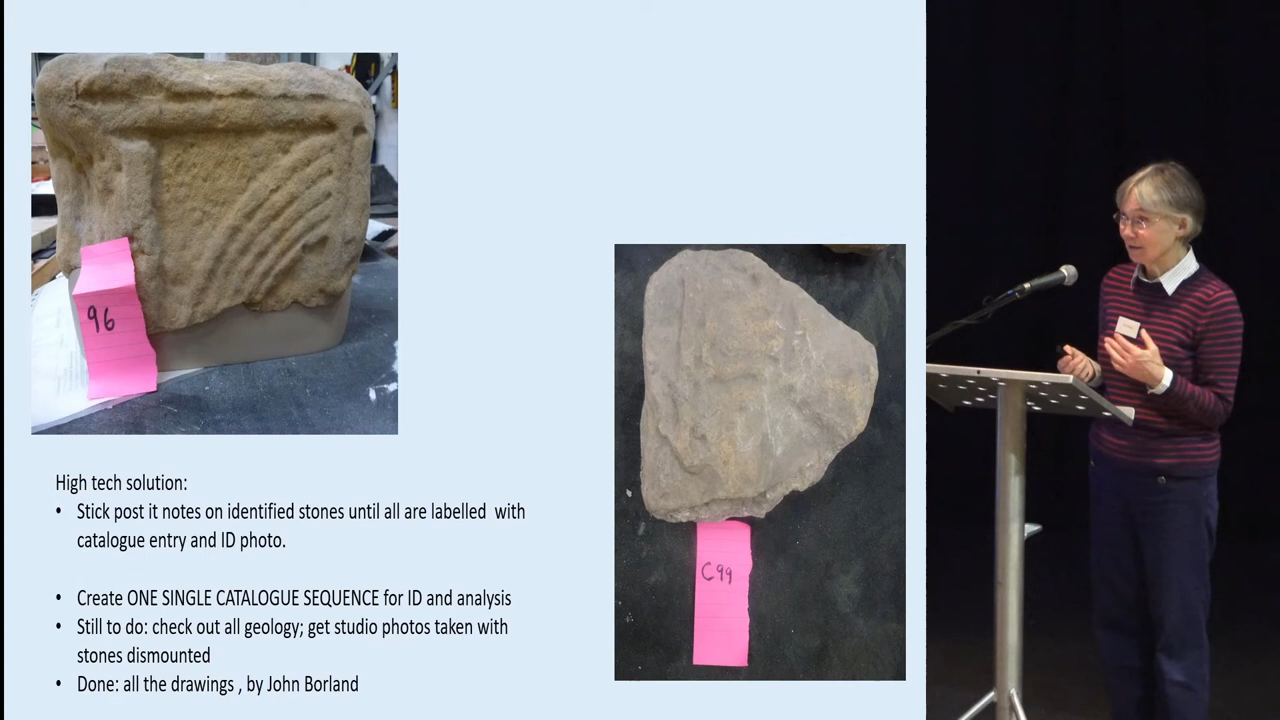 96
C99
High tech solution:
• Stick post it notes on identified stones until all are labelled with
catalogue entry and ID photo.
• Create ONE SINGLE CATALOGUE SEQUENCE for ID and analysis
• Still to do: check out all geology; get studio photos taken with
stones dismounted
• Done: all the drawings , by John Borland